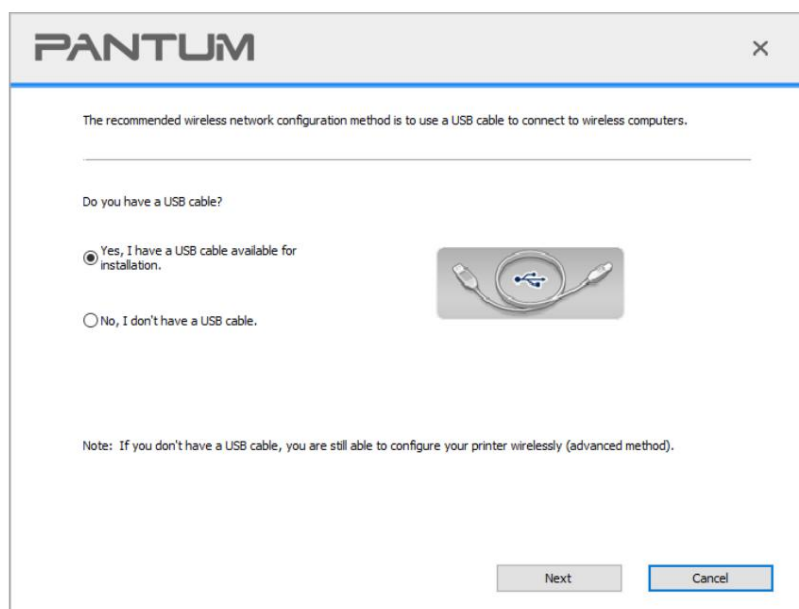 PANTUM
The recommended wireless network configuration method is to use a USB cable to connect to wireless computers.
Do you have a USB cable?
Yes, I have a USB cable available for
installation.
No, I don't have a USB cable.
Note: If you don't have a USB cable, you are still able to configure your printer wirelessly (advanced method).
Next Cancel